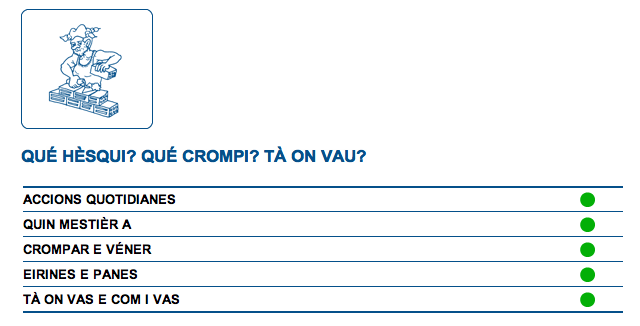 QUÉ HÈSQUI? QUÉ CROMPI? TÀ ON VAU?
ACCIONS QUOTIDIANES
QUIN MESTIÈR A
CROMPAR E VÉNER
EIRINES E PANES
TÀ ON VAS E COM I VAS